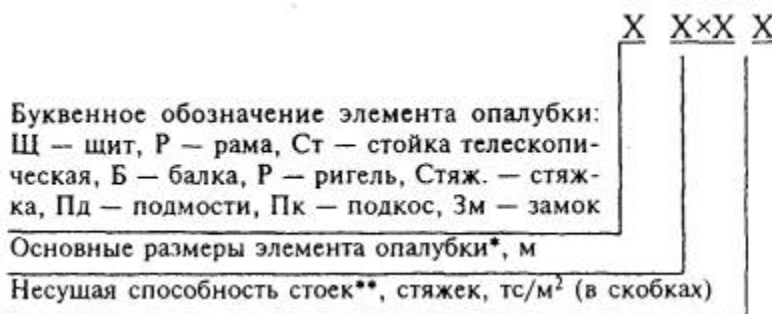 X X×X X
Буквенное обозначение элемента опалубки:
Щ — щит, Р — рама, Ст — стойка телескопи-
ческая, Б — балка, Р — ригель, Стяж. — стяж-
ка, Пд — подмости, Пк — подкос, Зм — замок
Основные размеры элемента опалубки*, м
Несущая способность стоек**, стяжек, тс/м² (в скобках)